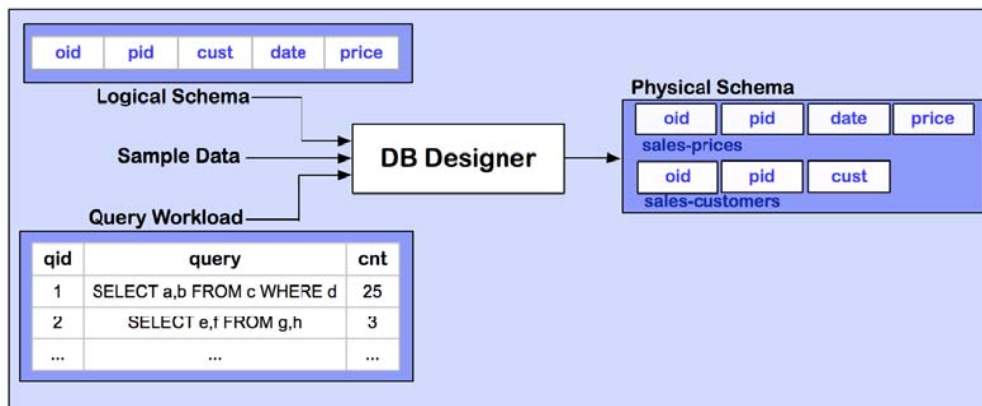 oid pid cust date price
Logical Schema
Sample Data
Query Workload
qid query cnt
1 SELECT a,b FROM c WHERE d 25
2 SELECT e,f FROM g,h 3
... ... ...
DB Designer
Physical Schema
oid pid date price
sales-prices
oid pid cust
sales-customers